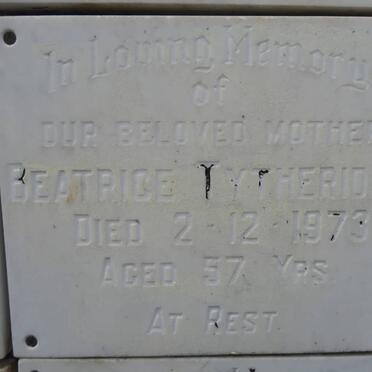 In Loving Memory
of
OUR BELOVED MOTHER
BEATRICE TYTHERID
DIED 2-12-1973
AGED 57 YRS
AT REST